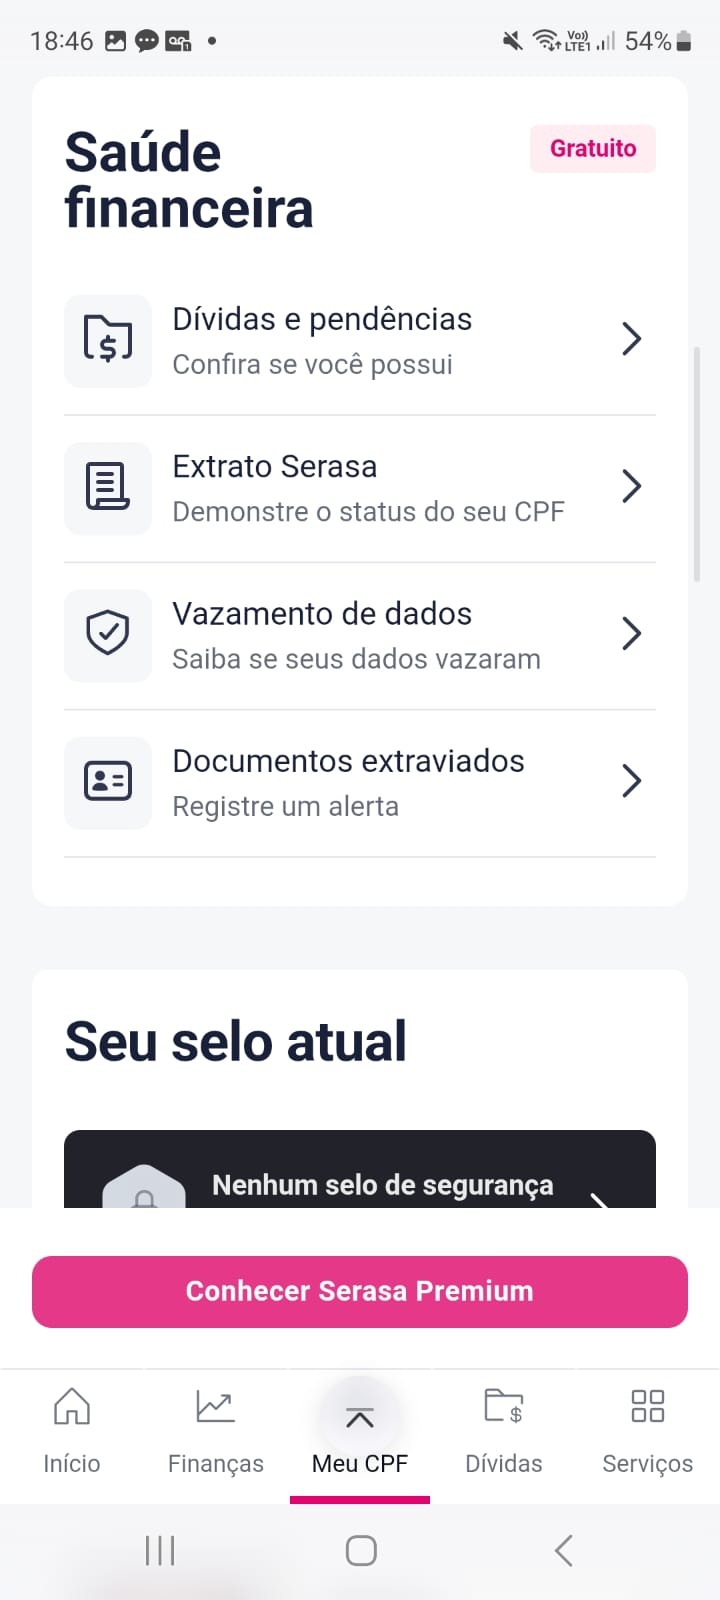 18:46
Vo))
LTE1
54%
Saúde
financeira
Gratuito
Dívidas e pendências
Confira se você possui
Extrato Serasa
Demonstre o status do seu CPF
Vazamento de dados
Saiba se seus dados vazaram
Documentos extraviados
Registre um alerta
Seu selo atual
Nenhum selo de segurança
Conhecer Serasa Premium
Início
Finanças
Meu CPF
Dívidas
Serviços